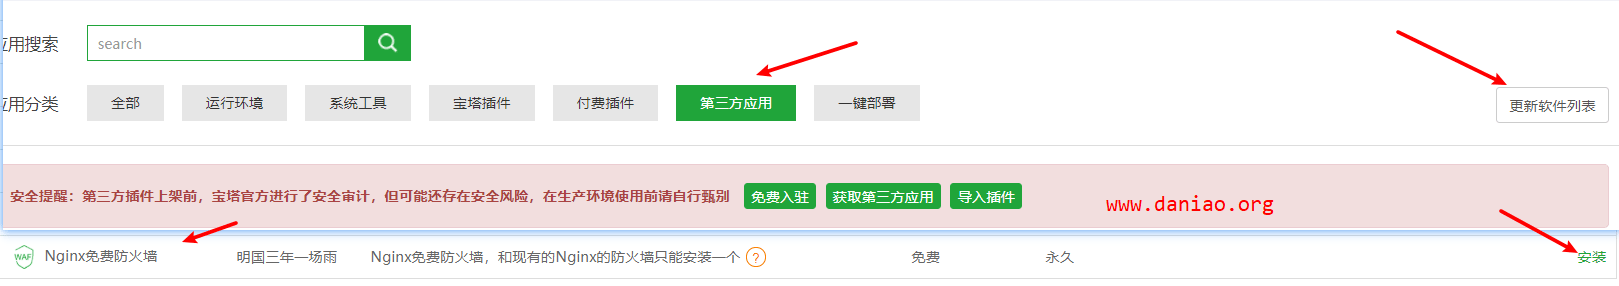 应用搜索 search
应用分类 全部 运行环境 系统工具 宝塔插件 付费插件 第三方应用 一键部署 更新软件列表
安全提醒：第三方插件上架前，宝塔官方进行了安全审计，但可能还存在安全风险，在生产环境使用前请自行甄别 免费入驻 获取第三方应用 导入插件
www.daniao.org
WAF Nginx免费防火墙 明国三年一场雨 Nginx免费防火墙，和现有的Nginx的防火墙只能安装一个 ? 免费 永久 安装